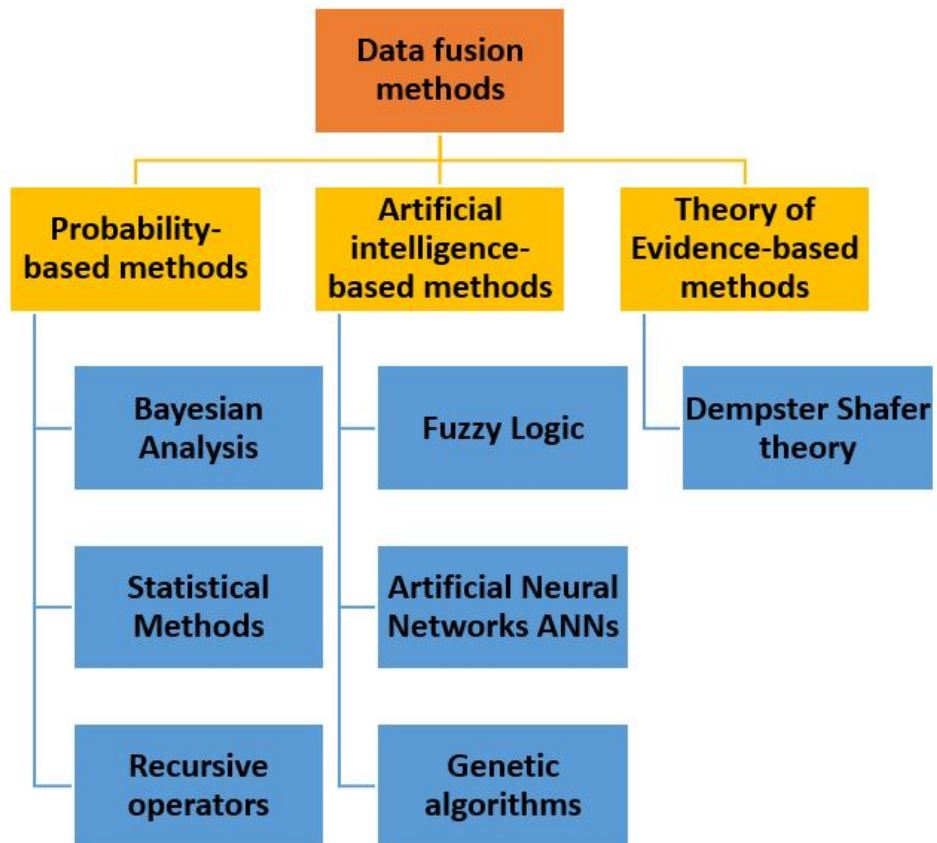 Data fusion
methods
Probability-
based methods
Artificial
intelligence-
based methods
Theory of
Evidence-based
methods
Bayesian
Analysis
Fuzzy Logic
Dempster Shafer
theory
Statistical
Methods
Artificial Neural
Networks ANNs
Recursive
operators
Genetic
algorithms